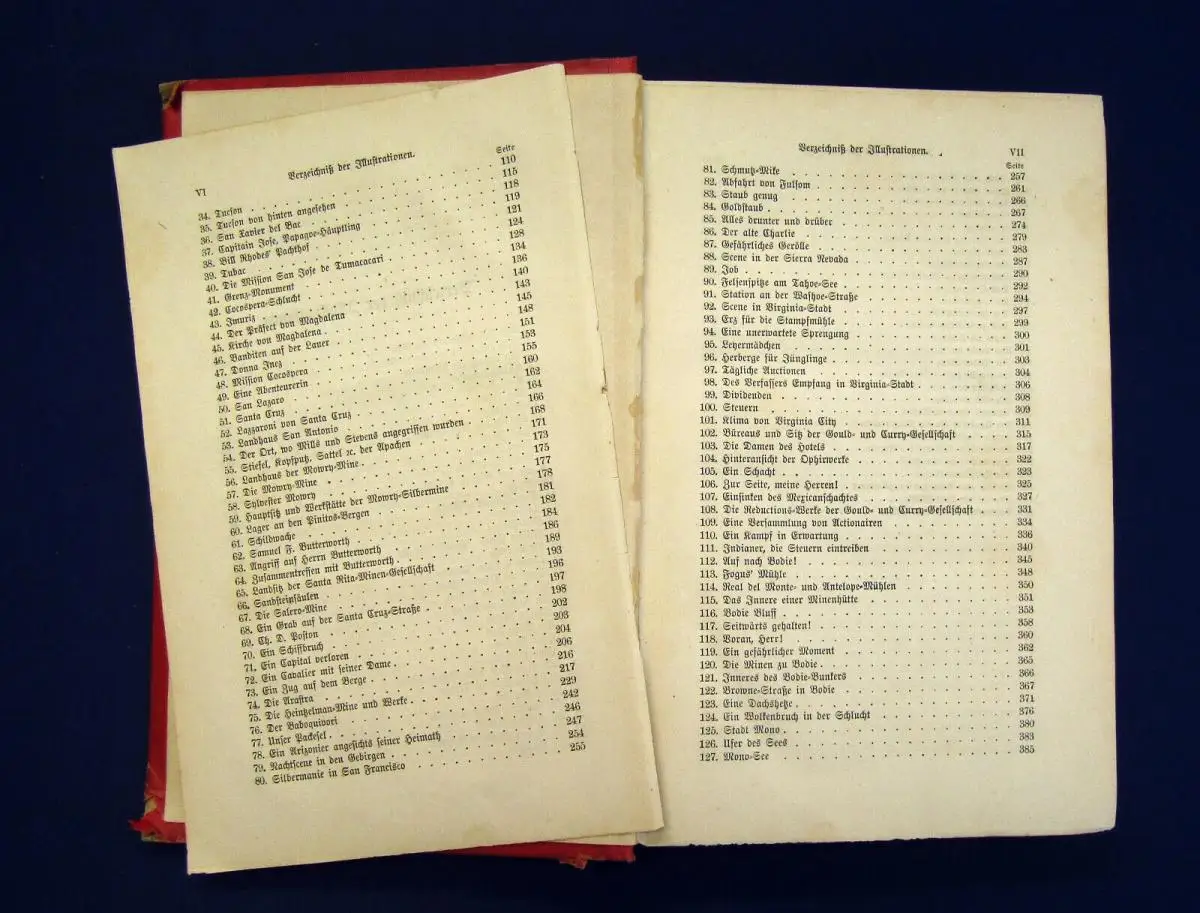 VI Verzeichniß der Illustrationen.
Seite
34. Tucson 110
35. Tucson von hinten angesehen 115
36. San Xavier del Bac 118
37. Capitain Jose, Papagoe-Häuptling 119
38. Bill Rhodes' Pachthof 121
39. Tubac 124
40. Die Mission San Jose de Tumacacari 128
41. Grenz-Monument 134
42. Cocospera-Schlucht 136
43. Imuriz 140
44. Der Präfect von Magdalena 143
45. Kirche von Magdalena 145
46. Banditen auf der Lauer 148
47. Donna Inez 151
48. Mission Cocospera 153
49. Eine Abenteurerin 155
50. San Lazaro 160
51. Santa Cruz 162
52. Lazzaroni von Santa Cruz 164
53. Landhaus San Antonio 166
54. Der Ort, wo Mills und Stevens angegriffen wurden 168
55. Stiefel, Kopfputz, Sattel ꝛc. der Apachen 171
56. Landhaus der Mowry-Mine 173
57. Die Mowry-Mine 175
58. Sylvester Mowry 177
59. Hauptsitz und Werkstätte der Mowry-Silbermine 178
60. Lager an den Pinitos-Bergen 181
61. Schildwache 182
62. Samuel F. Butterworth 184
63. Angriff auf Herrn Butterworth 186
64. Zusammentreffen mit Butterworth 189
65. Landsitz der Santa Rita-Minen-Gesellschaft 193
66. Sandsteinsäulen 196
67. Die Salero-Mine 197
68. Ein Grab auf der Santa Cruz-Straße 198
69. Ch. D. Poston 202
70. Ein Schiffbruch 203
71. Ein Capital verloren 204
72. Ein Cavalier mit seiner Dame 206
73. Ein Zug auf dem Berge 216
74. Die Arastra 217
75. Die Heintzelman-Mine und Werke 229
76. Der Baboquivori 242
77. Unser Packesel 246
78. Ein Arizonier angesichts seiner Heimath 247
79. Nachtscene in den Gebirgen 254
80. Silbermanie in San Francisco 255
Verzeichniß der Illustrationen. VII
Seite
81. Schmutz-Mike 257
82. Abfahrt von Fulsom 261
83. Staub genug 266
84. Goldstaub 267
85. Alles drunter und drüber 274
86. Der alte Charlie 279
87. Gefährliches Gerölle 283
88. Scene in der Sierra Nevada 287
89. Job 290
90. Felsenspitze am Tahoe-See 292
91. Station an der Washoe-Straße 294
92. Scene in Virginia-Stadt 297
93. Erz für die Stampfmühle 299
94. Eine unerwartete Sprengung 300
95. Leyermädchen 301
96. Herberge für Jünglinge 303
97. Tägliche Auctionen 304
98. Des Verfassers Empfang in Virginia-Stadt 306
99. Dividenden 308
100. Steuern 309
101. Klima von Virginia City 311
102. Büreaus und Sitz der Gould- und Curry-Gesellschaft 315
103. Die Damen des Hotels 317
104. Hinteransicht der Ophirwerke 322
105. Ein Schacht 323
106. Zur Seite, meine Herren! 325
107. Einsinken des Mexicanschachtes 327
108. Die Reductions-Werke der Gould- und Curry-Gesellschaft 331
109. Eine Versammlung von Actionairen 334
110. Ein Kampf in Erwartung 336
111. Indianer, die Steuern eintreiben 340
112. Auf nach Bodie! 345
113. Fogus' Mühle 348
114. Real del Monte- und Antelope-Mühlen 350
115. Das Innere einer Minenhütte 351
116. Bodie Bluff 353
117. Seitwärts gehalten! 358
118. Voran, Herr! 360
119. Ein gefährlicher Moment 362
120. Die Minen zu Bodie 365
121. Inneres des Bodie-Bunkers 366
122. Browne-Straße in Bodie 367
123. Eine Dachshetze 371
124. Ein Wolkenbruch in der Schlucht 376
125. Stadt Mono 380
126. Ufer des Sees 383
127. Mono-See 385